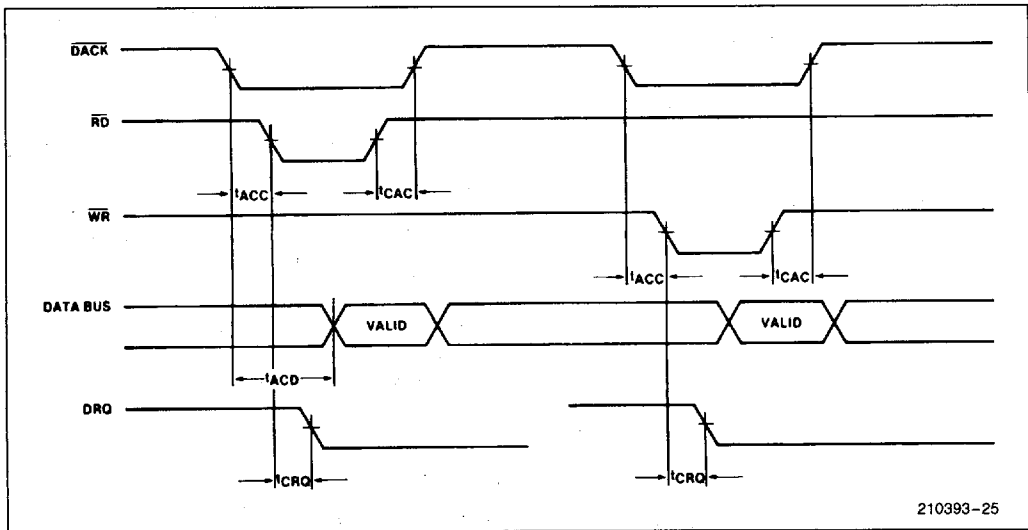 DACK
RD
tACC
tCAC
WR
tACC
tCAC
DATA BUS
VALID
VALID
tACD
DRQ
tCRQ
tCRQ
210393-25